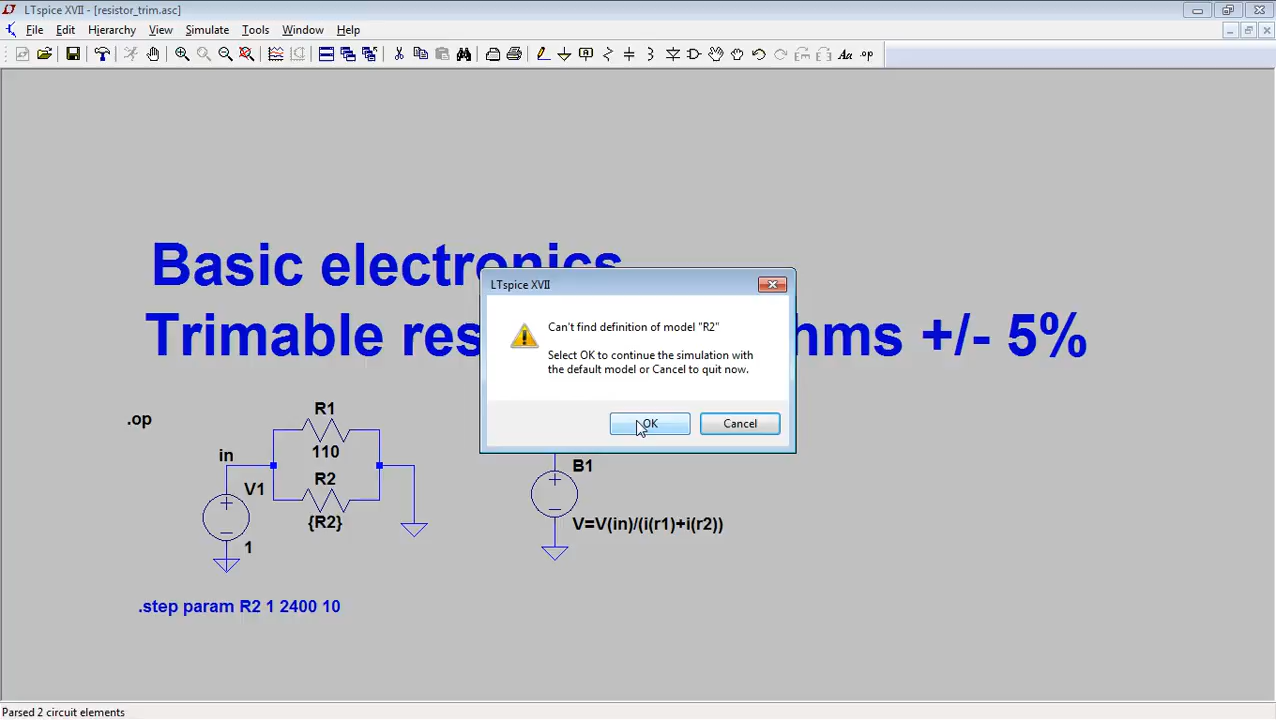 LTspice XVII - [resistor_trim.asc]
File Edit Hierarchy View Simulate Tools Window Help
Aa .op
Basic electronics
Trimable res hms +/- 5%
LTspice XVII
Can't find definition of model "R2"
Select OK to continue the simulation with
the default model or Cancel to quit now.
OK Cancel
.op
R1
110
in
V1
R2
{R2}
1
B1
V=V(in)/(i(r1)+i(r2))
.step param R2 1 2400 10
Parsed 2 circuit elements